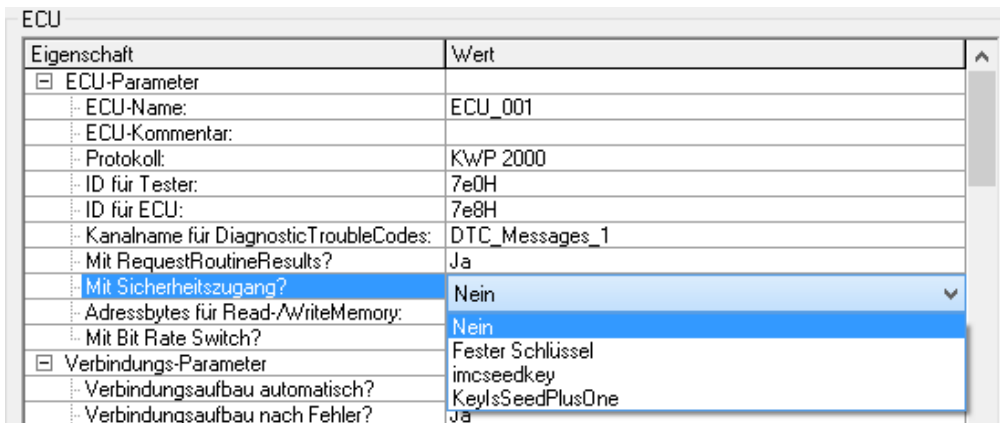 ECU
Eigenschaft Wert
ECU-Parameter
ECU-Name: ECU_001
ECU-Kommentar:
Protokoll: KWP 2000
ID für Tester: 7e0H
ID für ECU: 7e8H
Kanalname für DiagnosticTroubleCodes: DTC_Messages_1
Mit RequestRoutineResults? Ja
Mit Sicherheitszugang? Nein
Adressbytes für Read-/WriteMemory: Nein
Mit Bit Rate Switch? Fester Schlüssel
Verbindungs-Parameter imcseedkey
Verbindungsaufbau automatisch? KeyIsSeedPlusOne
Verbindungsaufbau nach Fehler? Ja